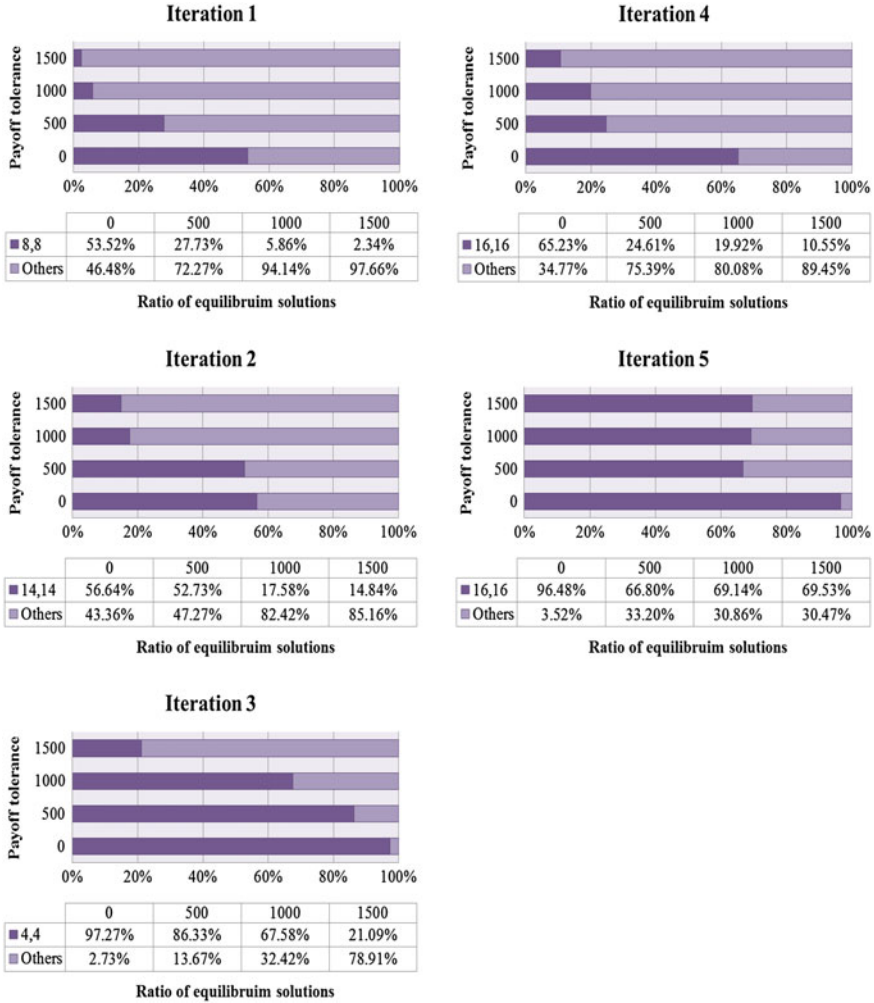 Iteration 1
Payoff tolerance
1500
1000
500
0
0% 20% 40% 60% 80% 100%
0 500 1000 1500
8,8 53.52% 27.73% 5.86% 2.34%
Others 46.48% 72.27% 94.14% 97.66%
Ratio of equilibruim solutions
Iteration 4
Payoff tolerance
1500
1000
500
0
0% 20% 40% 60% 80% 100%
0 500 1000 1500
16,16 65.23% 24.61% 19.92% 10.55%
Others 34.77% 75.39% 80.08% 89.45%
Ratio of equilibruim solutions
Iteration 2
Payoff tolerance
1500
1000
500
0
0% 20% 40% 60% 80% 100%
0 500 1000 1500
14,14 56.64% 52.73% 17.58% 14.84%
Others 43.36% 47.27% 82.42% 85.16%
Ratio of equilibruim solutions
Iteration 5
Payoff tolerance
1500
1000
500
0
0% 20% 40% 60% 80% 100%
0 500 1000 1500
16,16 96.48% 66.80% 69.14% 69.53%
Others 3.52% 33.20% 30.86% 30.47%
Ratio of equilibruim solutions
Iteration 3
Payoff tolerance
1500
1000
500
0
0% 20% 40% 60% 80% 100%
0 500 1000 1500
4,4 97.27% 86.33% 67.58% 21.09%
Others 2.73% 13.67% 32.42% 78.91%
Ratio of equilibruim solutions